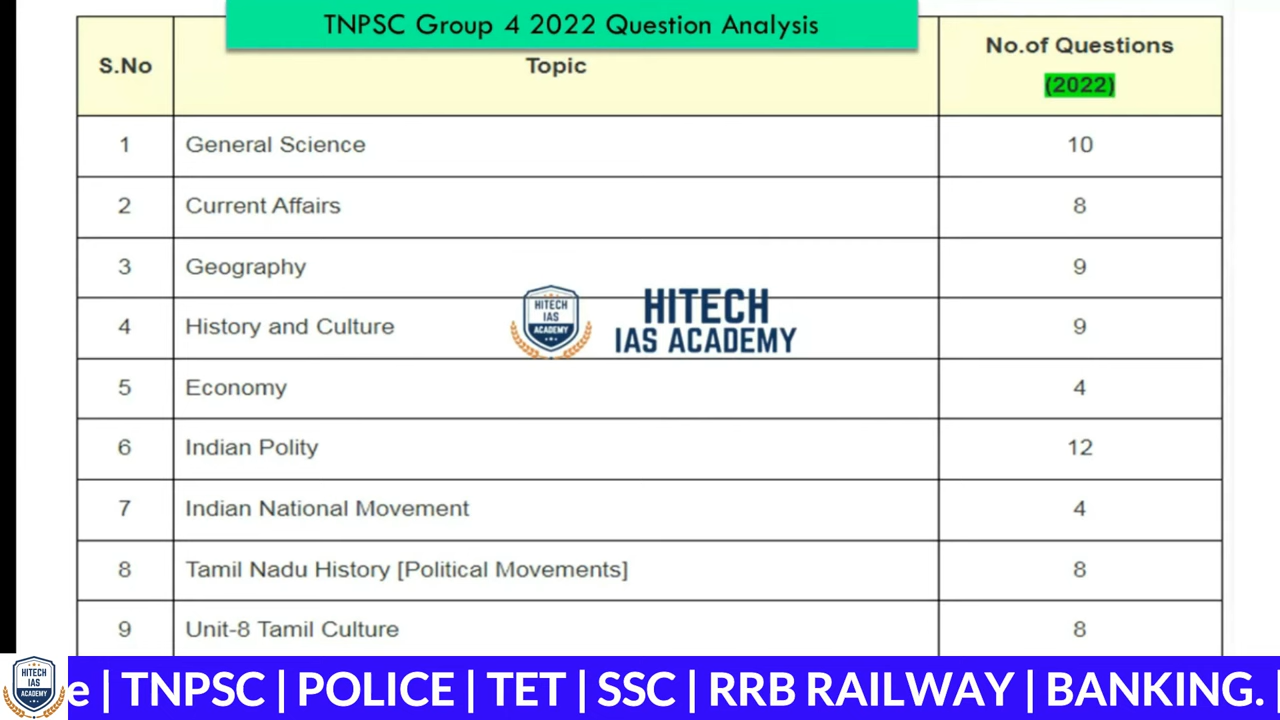 TNPSC Group 4 2022 Question Analysis
S.No Topic No.of Questions
(2022)
1 General Science 10
2 Current Affairs 8
3 Geography 9
4 History and Culture 9
HITECH
IAS
ACADEMY
HITECH
IAS ACADEMY
5 Economy 4
6 Indian Polity 12
7 Indian National Movement 4
8 Tamil Nadu History [Political Movements] 8
9 Unit-8 Tamil Culture 8
HITECH
IAS
ACADEMY
e | TNPSC | POLICE | TET | SSC | RRB RAILWAY | BANKING.